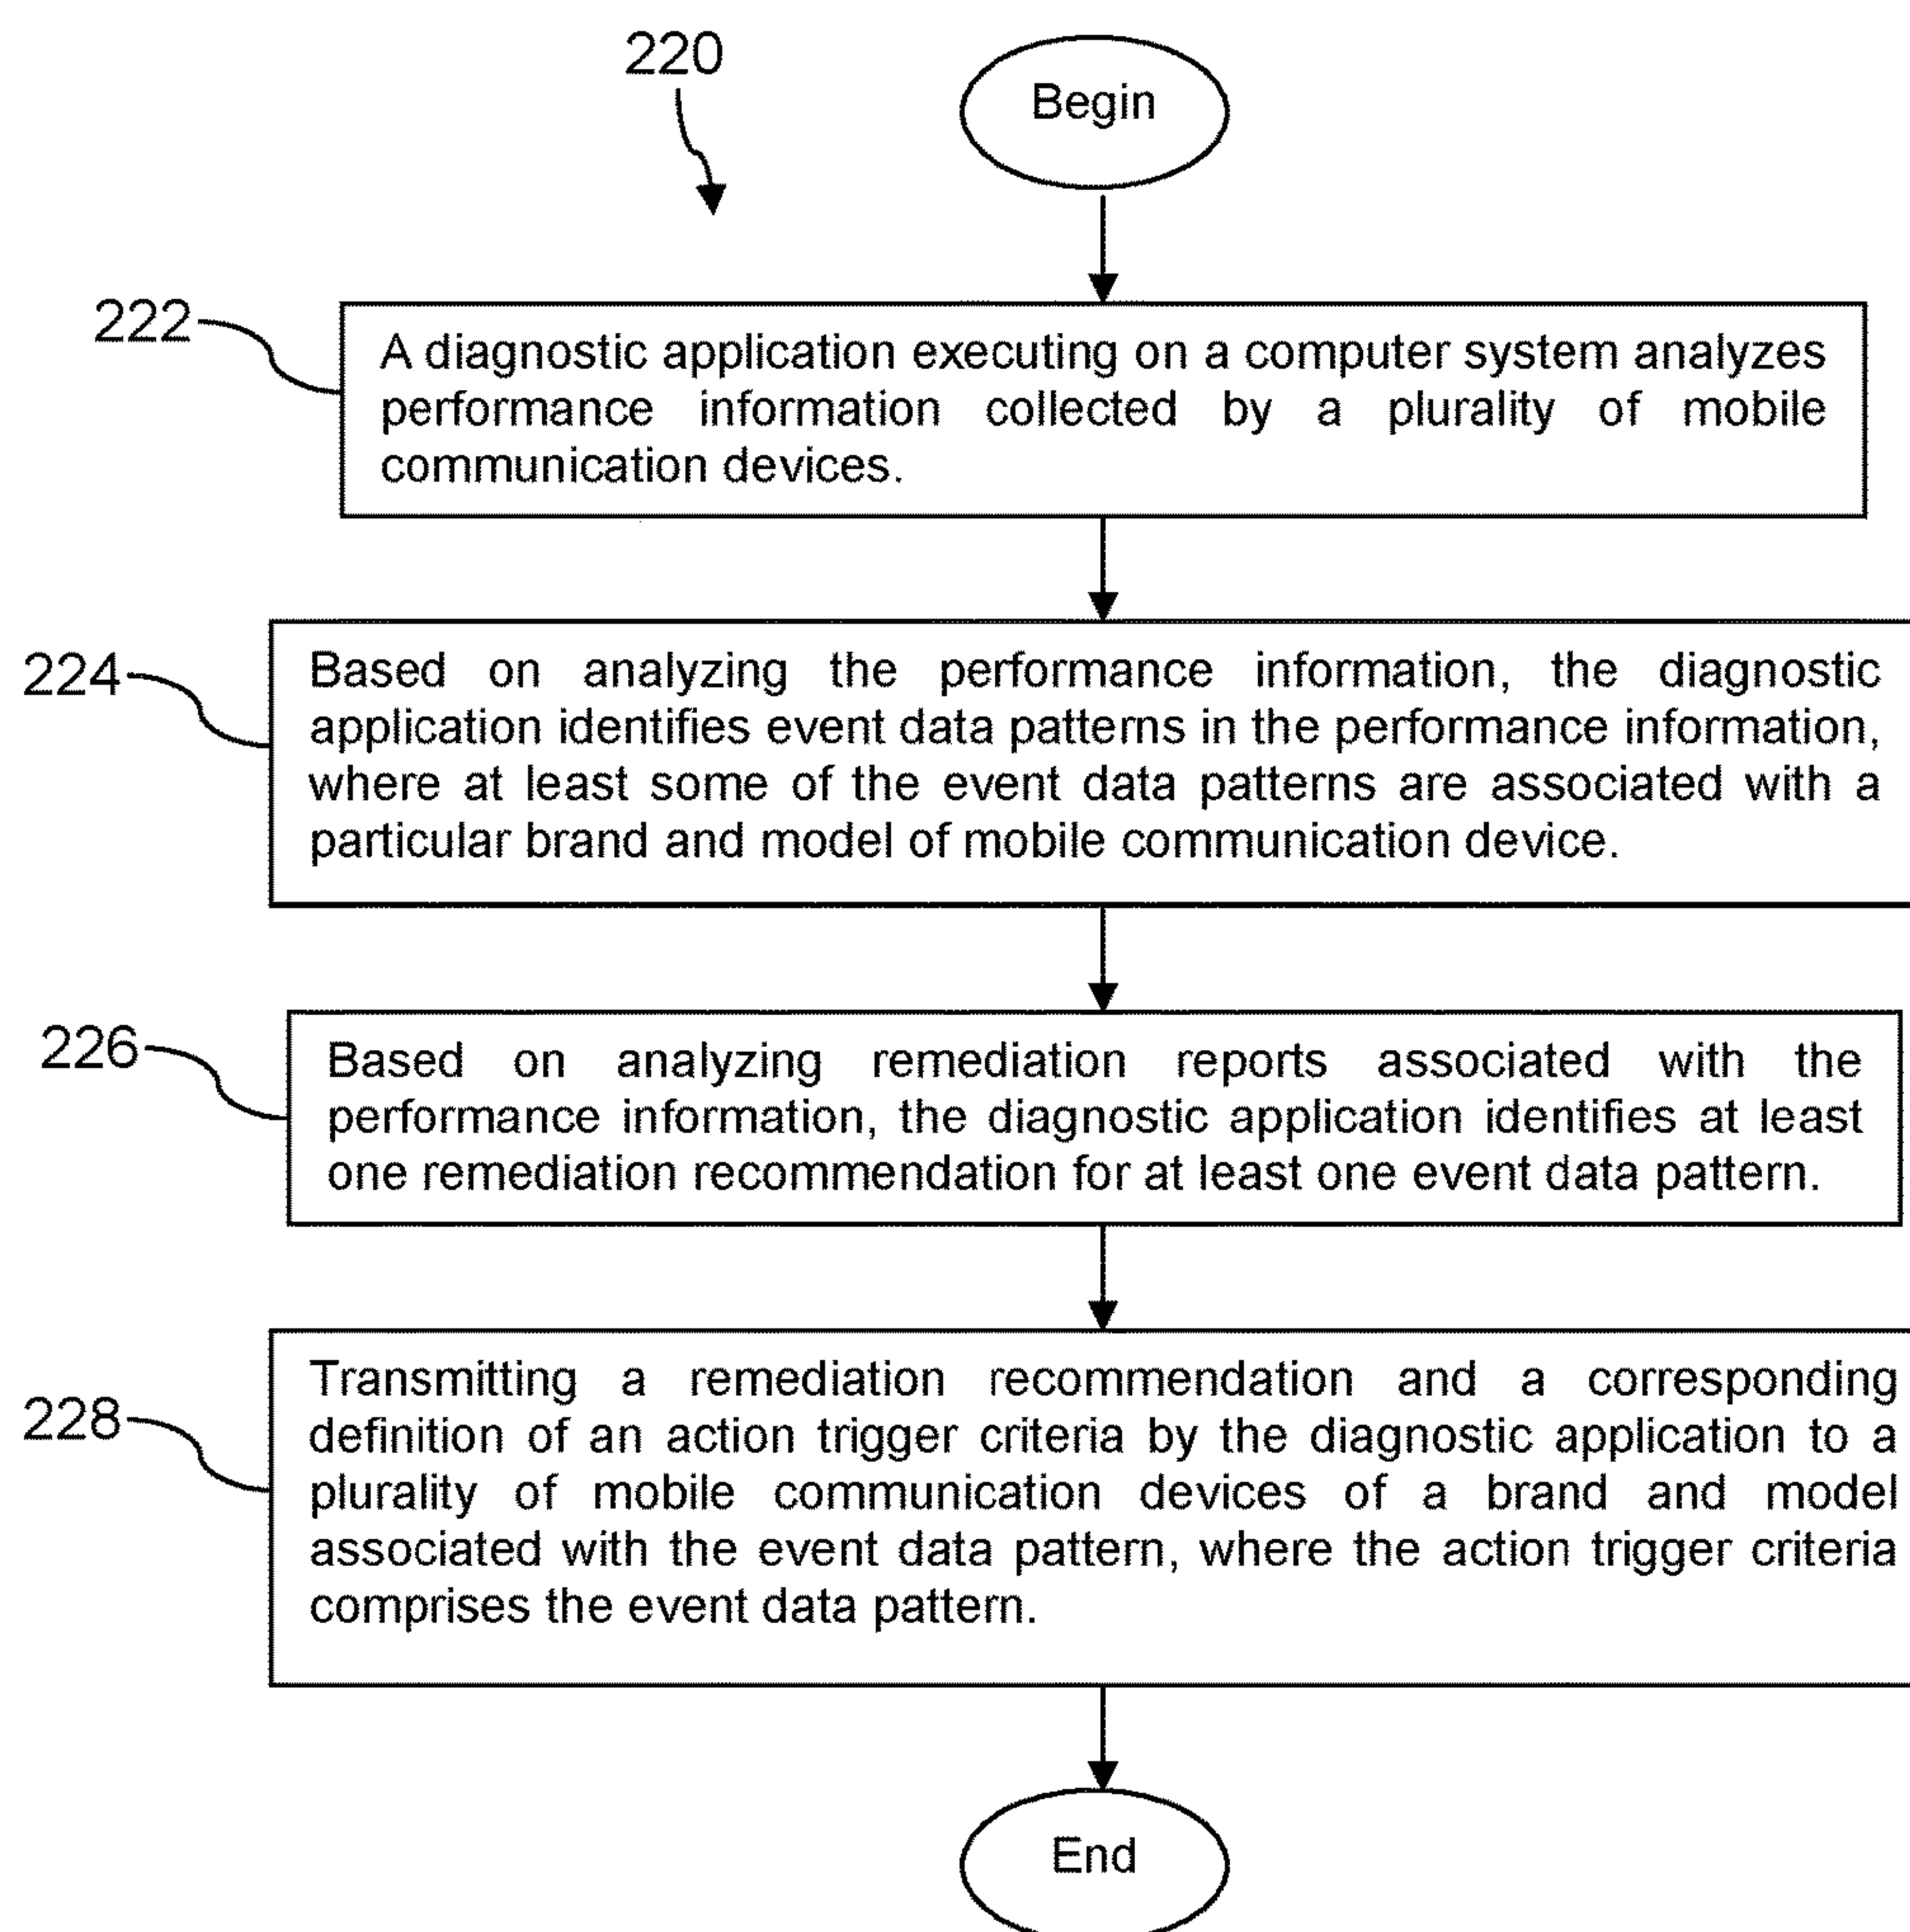 220
Begin
222
A diagnostic application executing on a computer system analyzes
performance information collected by a plurality of mobile
communication devices.
224
Based on analyzing the performance information, the diagnostic
application identifies event data patterns in the performance information,
where at least some of the event data patterns are associated with a
particular brand and model of mobile communication device.
226
Based on analyzing remediation reports associated with the
performance information, the diagnostic application identifies at least
one remediation recommendation for at least one event data pattern.
228
Transmitting a remediation recommendation and a corresponding
definition of an action trigger criteria by the diagnostic application to a
plurality of mobile communication devices of a brand and model
associated with the event data pattern, where the action trigger criteria
comprises the event data pattern.
End